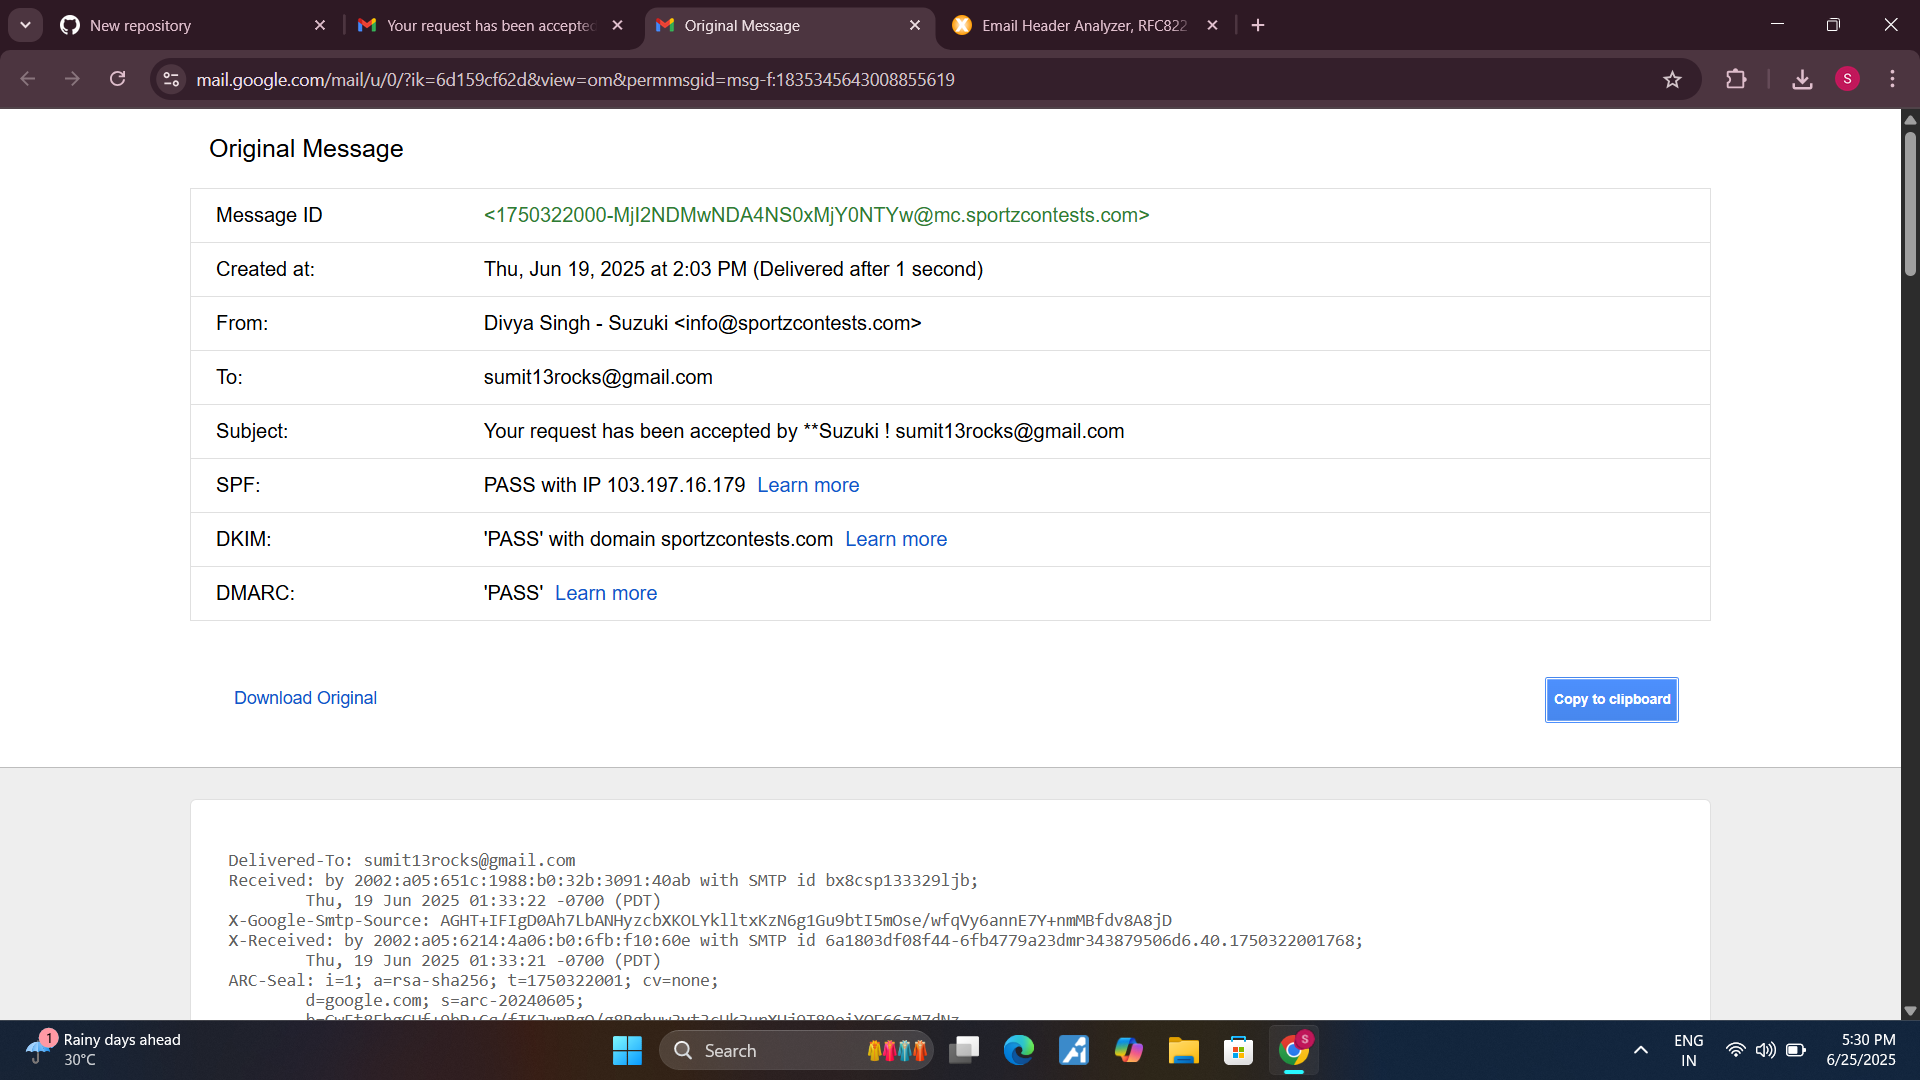 New repository
Your request has been accepted
Original Message
Email Header Analyzer, RFC822
mail.google.com/mail/u/0/?ik=6d159cf62d&view=om&permmsgid=msg-f:1835345643008855619
S
Original Message
Message ID <1750322000-MjI2NDMwNDA4NS0xMjY0NTYw@mc.sportzcontests.com>
Created at: Thu, Jun 19, 2025 at 2:03 PM (Delivered after 1 second)
From: Divya Singh - Suzuki <info@sportzcontests.com>
To: sumit13rocks@gmail.com
Subject: Your request has been accepted by **Suzuki ! sumit13rocks@gmail.com
SPF: PASS with IP 103.197.16.179 Learn more
DKIM: 'PASS' with domain sportzcontests.com Learn more
DMARC: 'PASS' Learn more
Download Original
Copy to clipboard
Delivered-To: sumit13rocks@gmail.com
Received: by 2002:a05:651c:1988:b0:32b:3091:40ab with SMTP id bx8csp133329ljb;
Thu, 19 Jun 2025 01:33:22 -0700 (PDT)
X-Google-Smtp-Source: AGHT+IFIgD0Ah7LbANHyzcbXKOLYklltxKzN6g1Gu9btI5mOse/wfqVy6annE7Y+nmMBfdv8A8jD
X-Received: by 2002:a05:6214:4a06:b0:6fb:f10:60e with SMTP id 6a1803df08f44-6fb4779a23dmr343879506d6.40.1750322001768;
Thu, 19 Jun 2025 01:33:21 -0700 (PDT)
ARC-Seal: i=1; a=rsa-sha256; t=1750322001; cv=none;
d=google.com; s=arc-20240605;
1
Rainy days ahead
30°C
Search
S
ENG
IN
5:30 PM
6/25/2025